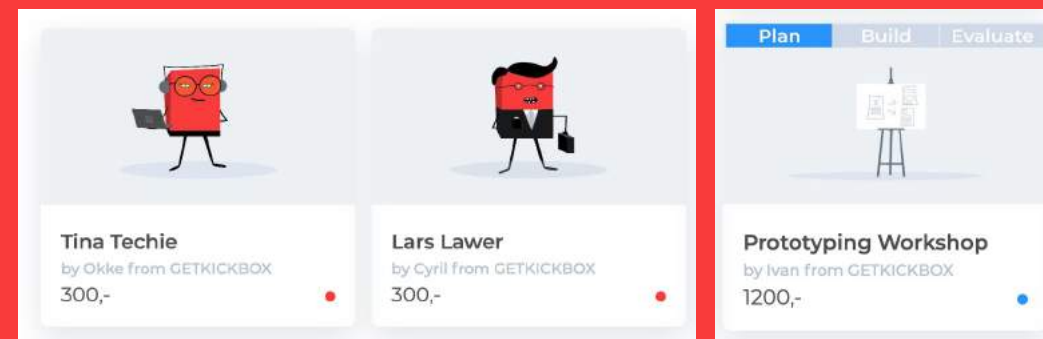 Tina Techie
by Okke from GETKICKBOX
300,-
Lars Lawer
by Cyril from GETKICKBOX
300,-
Plan Build Evaluate
Prototyping Workshop
by Ivan from GETKICKBOX
1200,-